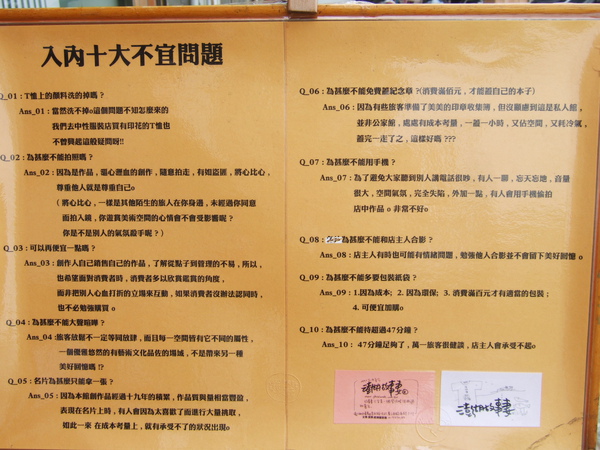 入內十大不宜問題
Q_01 : T恤上的顏料洗的掉嗎 ?
Ans_01 : 當然洗不掉。這個問題不知怎麼來的
我們去中性服裝店買有印花的T恤也
不曾興起這般疑問啊!!
Q_02 : 為甚麼不能拍照嗎 ?
Ans_02 : 因為是作品，嘔心瀝血的創作，隨意拍走，有如盜匪，將心比心，
尊重他人就是尊重自己。
( 將心比心，一樣是其他陌生的旅人在你身邊，未經過你同意
而拍入鏡，你遊賞美術空間的心情會不會受影響呢 ?
你是不是別人的氣氛殺手呢 ? )
Q_03 : 可以再便宜一點嗎 ?
Ans_03 : 創作人自己銷售自己的作品，了解從點子到管理的不易，所以，
也希望面對消費者時，消費者多以欣賞鑑賞的角度，
而非把別人心血打折的立場來互動，如果消費者沒辦法認同時，
也不必勉強購買。
Q_04 : 為甚麼不能大聲喧嘩 ?
Ans_04 : 旅客放鬆不一定等同放肆，而且每一空間皆有它不同的屬性，
一個優雅悠然的有藝術文化品佐的場域，不是帶來另一種
美好回憶嗎 !?
Q_05 : 名片為甚麼只能拿一張 ?
Ans_05 : 因為本館創作品經過十九年的積累，作品質與量相當豐盈，
表現在名片上時，有人會因為太喜歡了而進行大量摘取，
如此一來 在成本考量上，就有承受不了的狀況出現。
Q_06 : 為甚麼不能免費蓋紀念章 ?(消費滿佰元，才能蓋自己的本子)
Ans_06 : 因為有些旅客準備了美美的印章收集簿，但沒顧慮到這是私人館，
並非公家館，處處有成本考量，一蓋一小時，又佔空間，又耗冷氣，
蓋完一走了之，這樣好嗎 ???
Q_07 : 為甚麼不能用手機 ?
Ans_07 : 為了避免大家聽到別人講電話很吵，有人一聊，忘天忘地，音量
很大，空間氣氛，完全失陷，外加一點，有人會用手機偷拍
店中作品 。非常不好。
Q_08 : 為甚麼不能和店主人合影 ?
Ans_08 : 店主人有時也可能有情緒問題，勉強他人合影並不會留下美好回憶 。
Q_09 : 為甚麼不能多要包裝紙袋 ?
Ans_09 : 1.因為成本; 2. 因為環保; 3. 消費滿百元才有適當的包裝 ;
4. 可便宜加購。
Q_10 : 為甚麼不能待超過47分鐘 ?
Ans_10 : 47分鐘足夠了，萬一旅客很健談，店主人會承受不起。
澎湖故事妻
澎湖故事妻